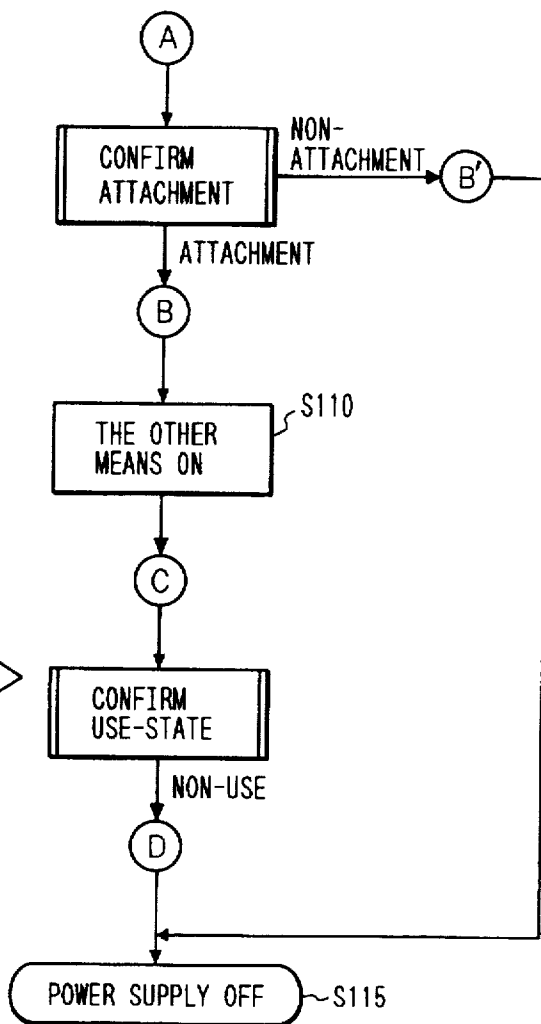 A
CONFIRM
ATTACHMENT
NON-
ATTACHMENT
B'
ATTACHMENT
B
S110
THE OTHER
MEANS ON
C
CONFIRM
USE-STATE
NON-USE
D
POWER SUPPLY OFF
S115